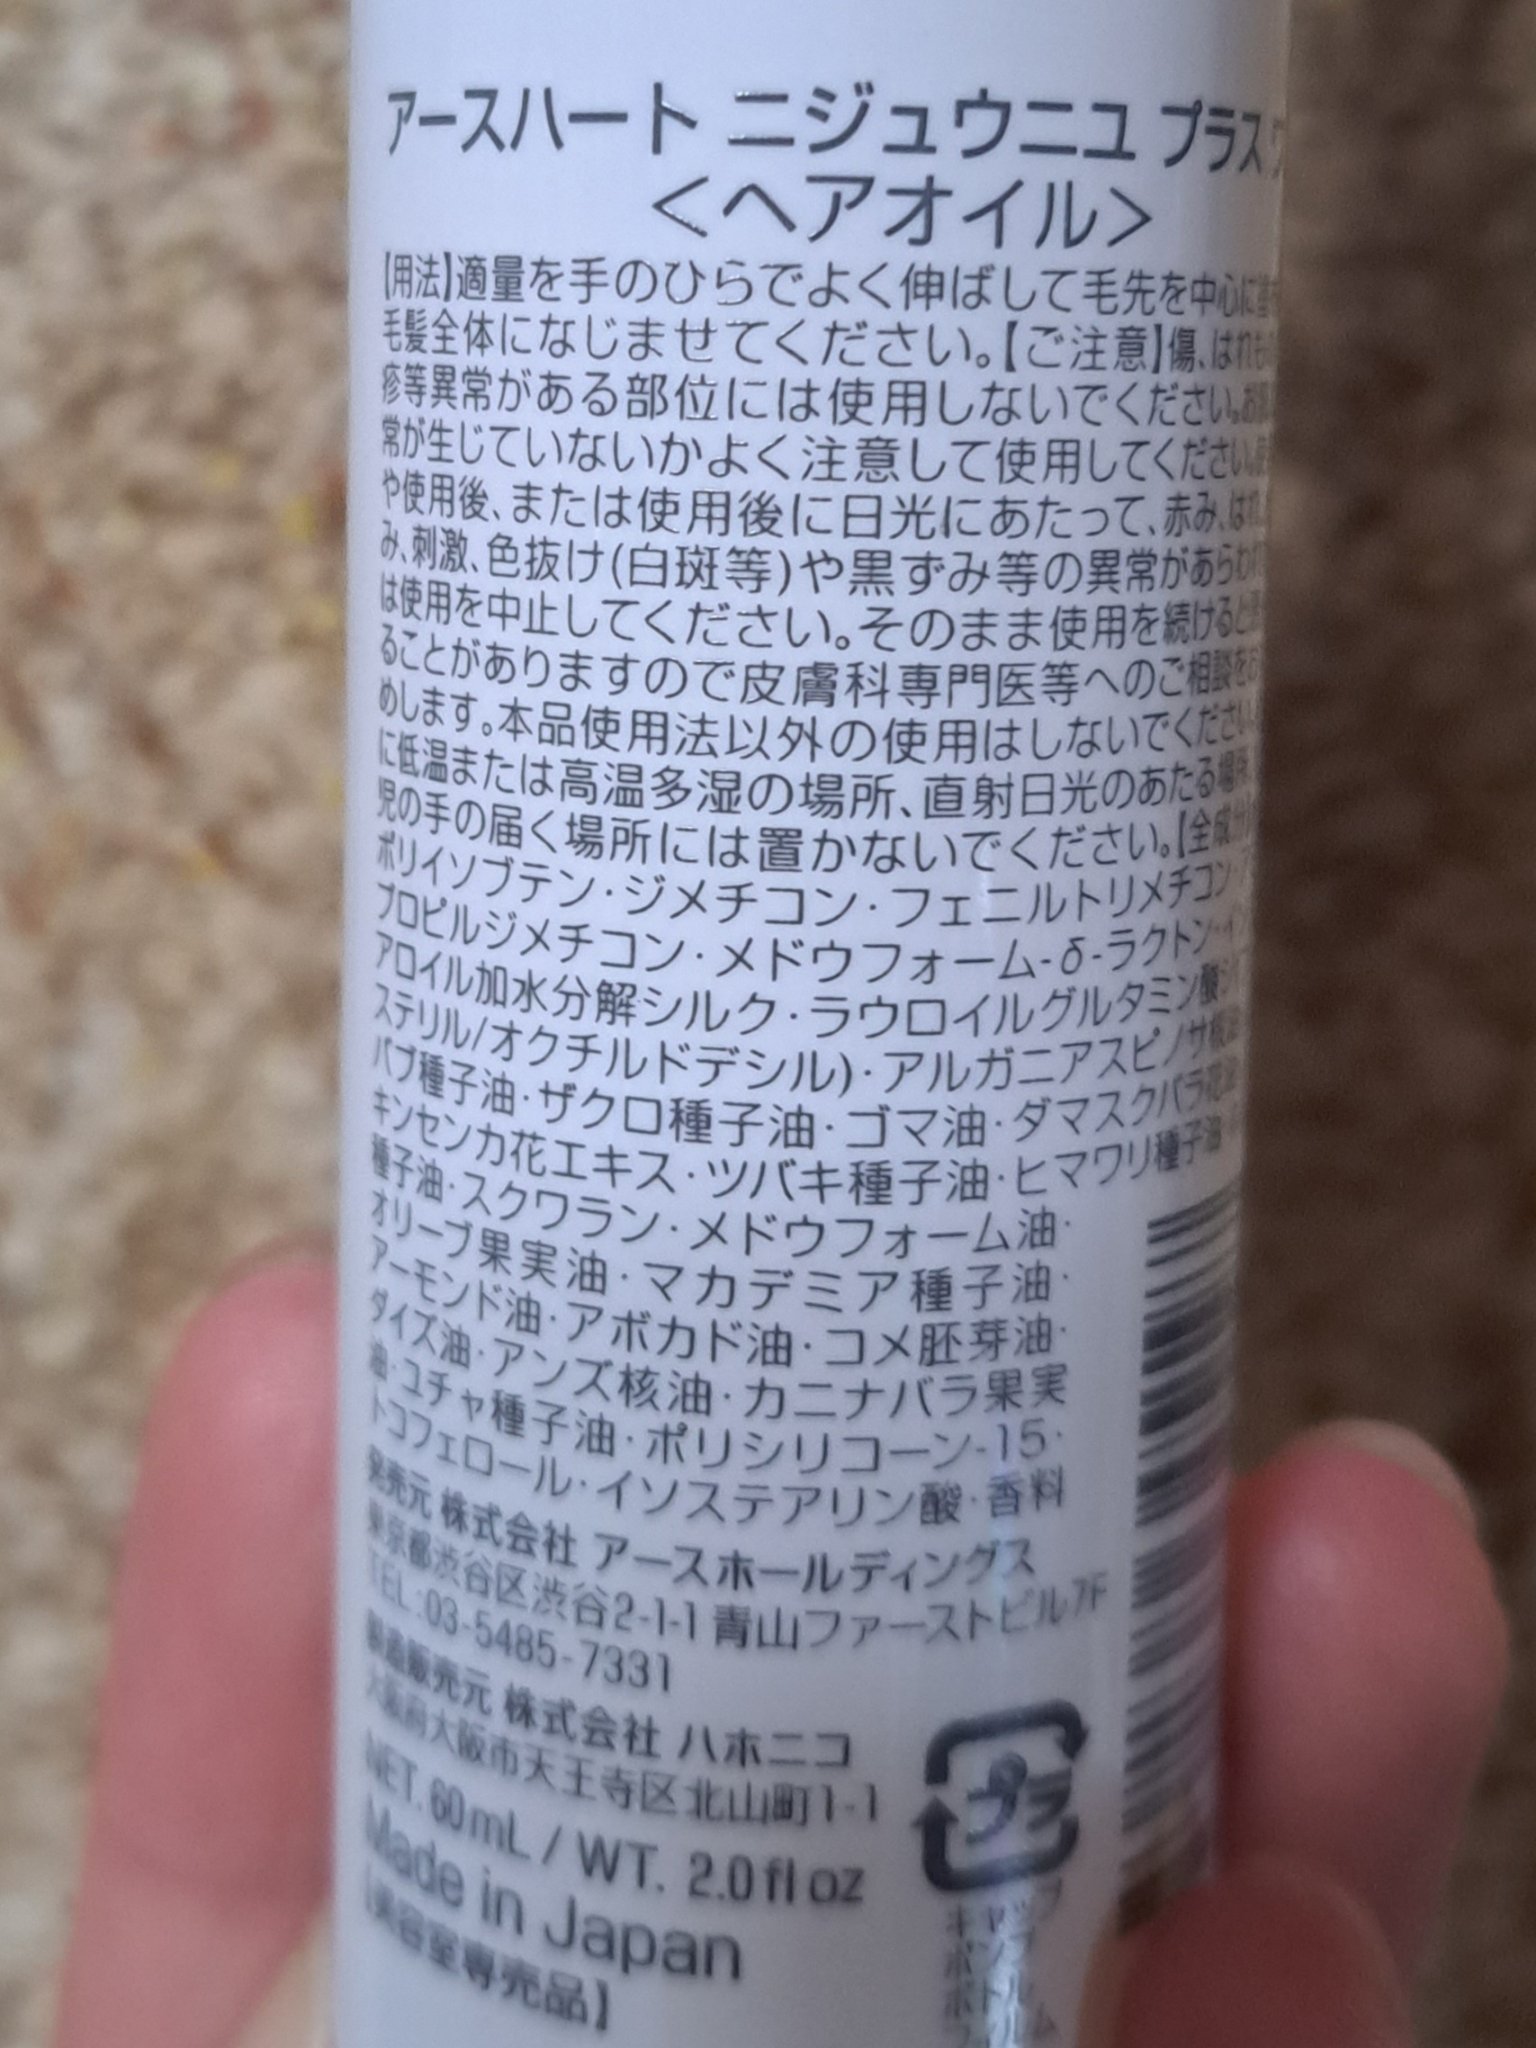 アースハート ニジュウニュ プラス
<ヘアオイル>
【用法】適量を手のひらでよく伸ばして毛先を中心に
毛髪全体になじませてください。【ご注意】傷、はれも
疹等異常がある部位には使用しないでください。お
常が生じていないかよく注意して使用してください。
や使用後、または使用後に日光にあたって、赤み、はれ、
み、刺激、色抜け(白斑等)や黒ずみ等の異常があらわれ
は使用を中止してください。そのまま使用を続けると
ることがありますので皮膚科専門医等へのご相談をお
めします。本品使用法以外の使用はしないでください。
に低温または高温多湿の場所、直射日光のあたる場所、
児の手の届く場所には置かないでください。【全成分】
ポリイソブテン・ジメチコン・フェニルトリメチコン・
プロピルジメチコン・メドウフォーム-δ-ラクトン・イ
アロイル加水分解シルク・ラウロイルグルタミン酸ジ
ステリル/オクチルドデシル)・アルガニアスピノサ核油
バブ種子油・ザクロ種子油・ゴマ油・ダマスクバラ花油
キンセンカ花エキス・ツバキ種子油・ヒマワリ種子油
種子油・スクワラン・メドウフォーム油・
オリーブ果実油・マカデミア種子油・
アーモンド油・アボカド油・コメ胚芽油・
ダイズ油・アンズ核油・カニナバラ果実
油・ユチャ種子油・ポリシリコーン-15・
トコフェロール・イソステアリン酸・香料
発売元 株式会社 アースホールディングス
東京都渋谷区渋谷2-1-1 青山ファーストビル7F
TEL:03-5485-7331
製造販売元 株式会社 ハホニコ
大阪府大阪市天王寺区北山町1-1
NET. 60mL / WT. 2.0 fl oz
Made in Japan
【美容室専売品】
プラ
キャップ
ポンプ
ボトル